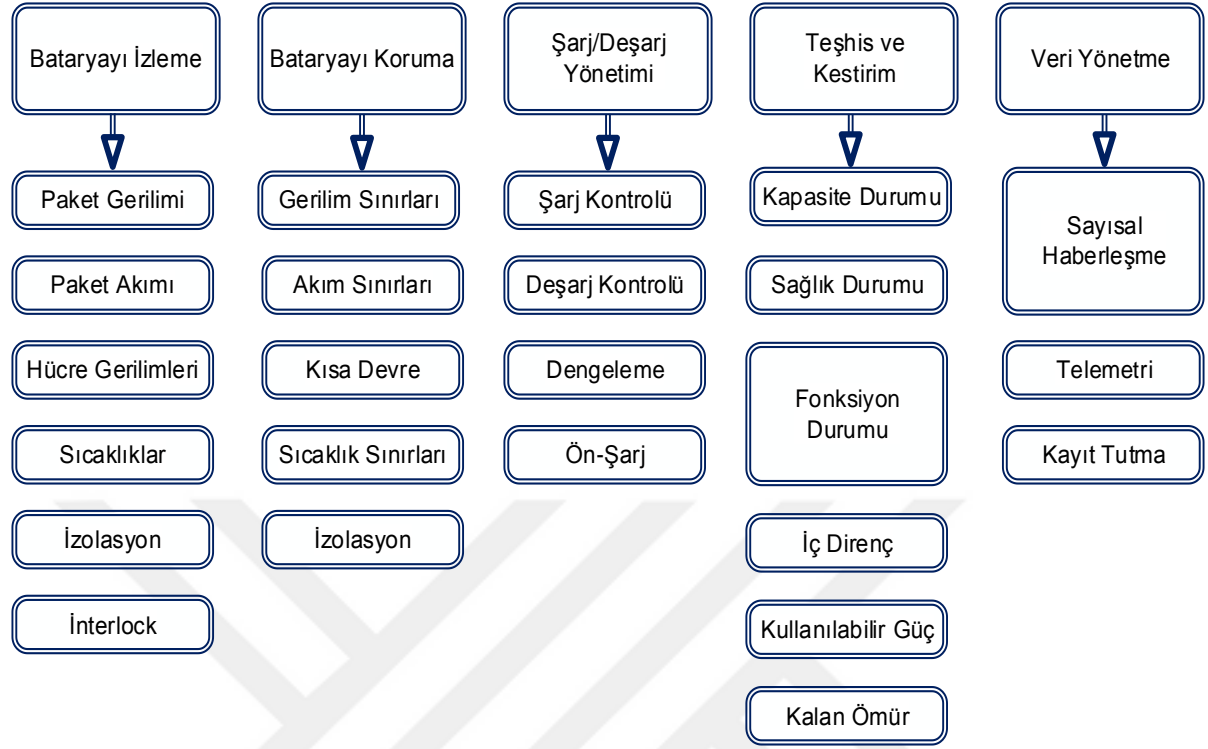 Bataryayı İzleme
Paket Gerilimi
Paket Akımı
Hücre Gerilimleri
Sıcaklıklar
İzolasyon
İnterlock
Bataryayı Koruma
Gerilim Sınırları
Akım Sınırları
Kısa Devre
Sıcaklık Sınırları
İzolasyon
Şarj/Deşarj
Yönetimi
Şarj Kontrolü
Deşarj Kontrolü
Dengeleme
Ön-Şarj
Teşhis ve
Kestirim
Kapasite Durumu
Sağlık Durumu
Fonksiyon
Durumu
İç Direnç
Kullanılabilir Güç
Kalan Ömür
Veri Yönetme
Sayısal
Haberleşme
Telemetri
Kayıt Tutma